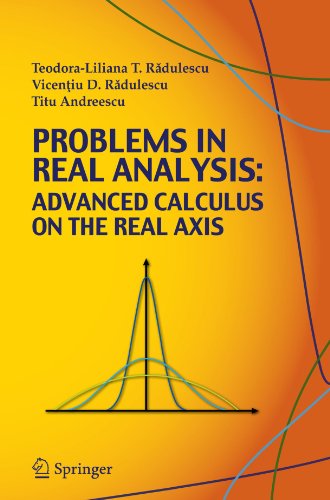 Teodora-Liliana T. Rădulescu
Vicenţiu D. Rădulescu
Titu Andreescu
PROBLEMS IN
REAL ANALYSIS:
ADVANCED CALCULUS
ON THE REAL AXIS
Springer